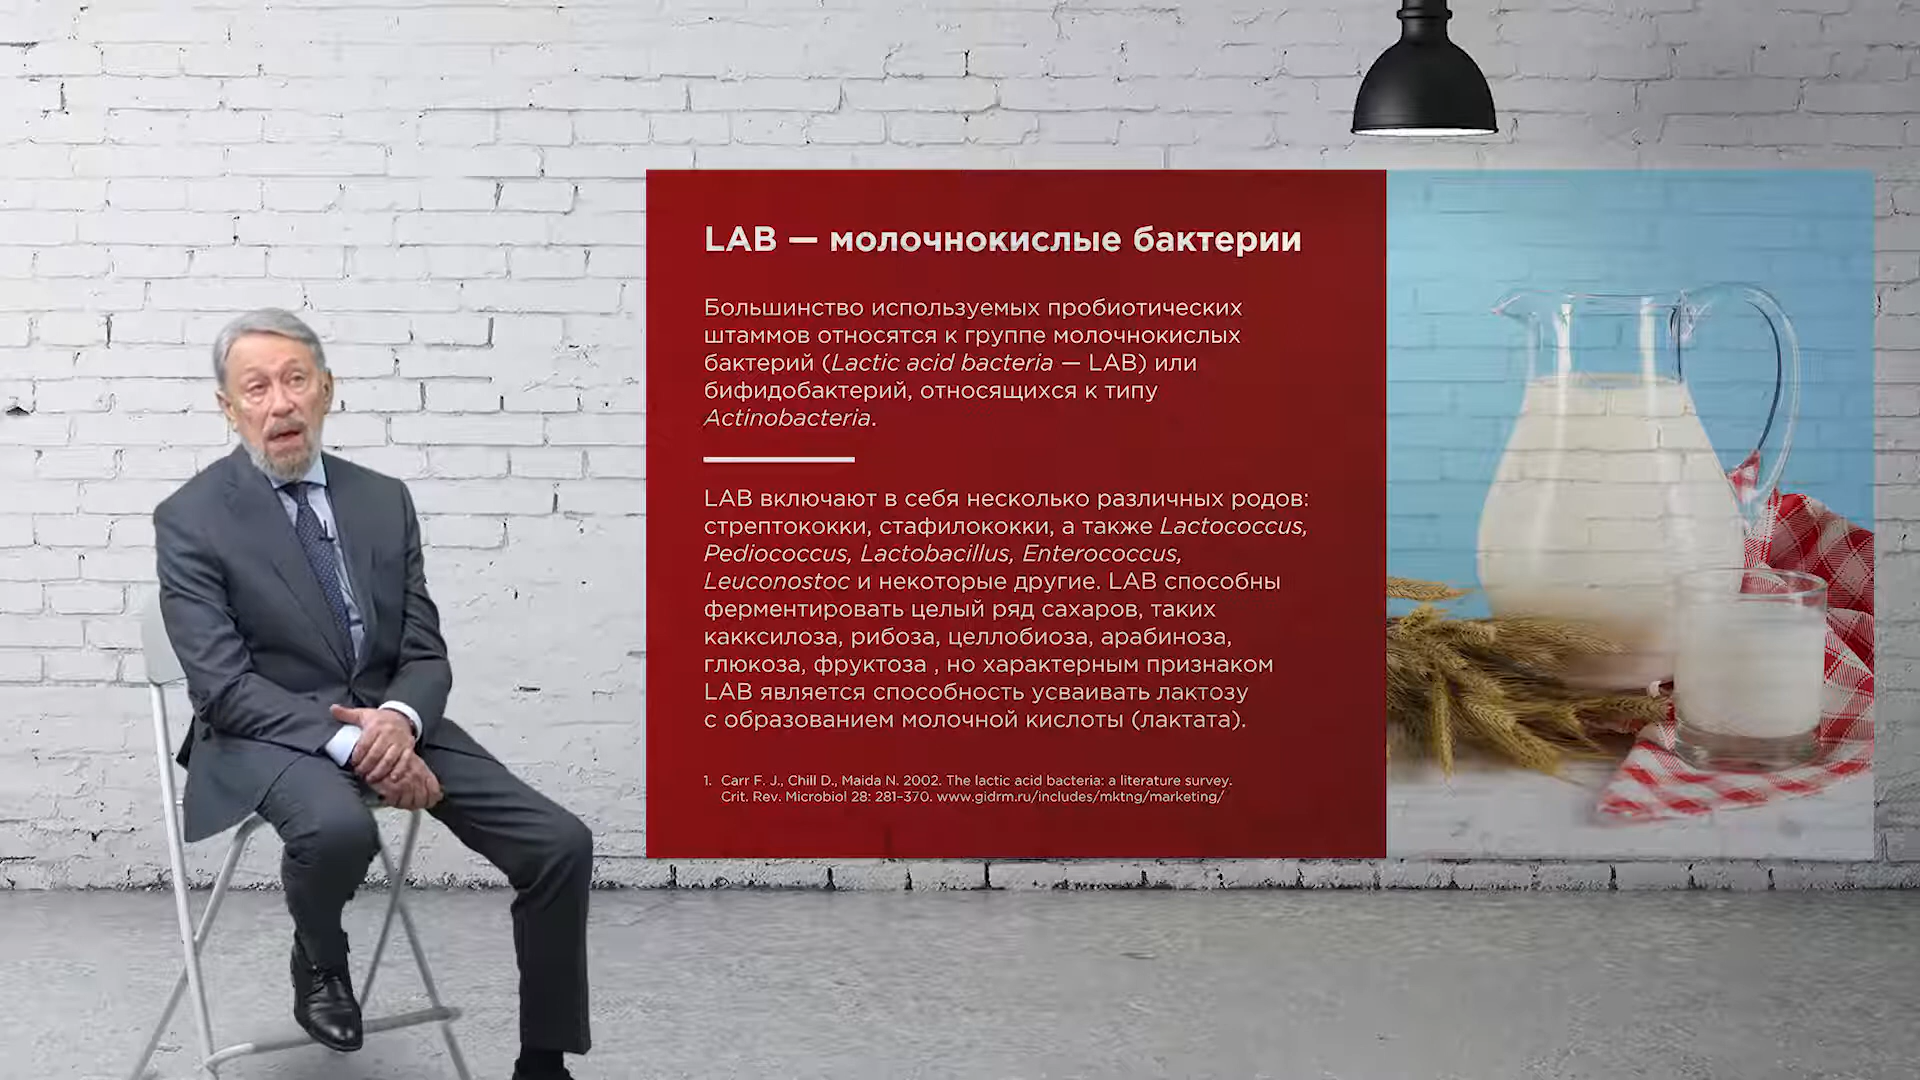 LAB — молочнокислые бактерии
Большинство используемых пробиотических
штаммов относятся к группе молочнокислых
бактерий (Lactic acid bacteria — LAB) или
бифидобактерий, относящихся к типу
Actinobacteria.
LAB включают в себя несколько различных родов:
стрептококки, стафилококки, а также Lactococcus,
Pediococcus, Lactobacillus, Enterococcus,
Leuconostoc и некоторые другие. LAB способны
ферментировать целый ряд сахаров, таких
какксилоза, рибоза, целлобиоза, арабиноза,
глюкоза, фруктоза , но характерным признаком
LAB является способность усваивать лактозу
с образованием молочной кислоты (лактата).
1. Carr F. J., Chill D., Maida N. 2002. The lactic acid bacteria: a literature survey.
Crit. Rev. Microbiol 28: 281–370. www.gidrm.ru/includes/mktng/marketing/